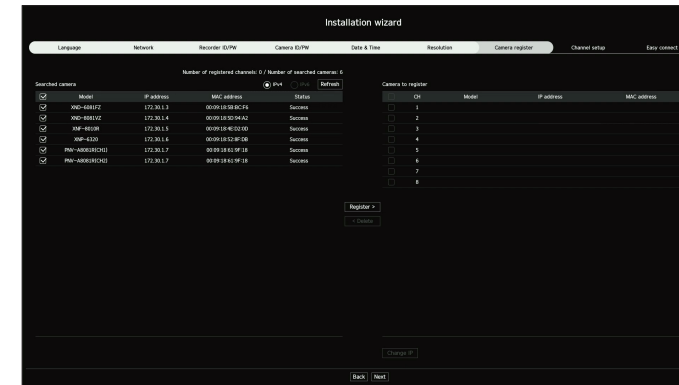 Installation wizard
Language Network Recorder ID/PW Camera ID/PW Date & Time Resolution Camera register Channel setup Easy connect
Number of registered channels: 0 / Number of searched cameras: 6
Searched camera IPv4 IPv6 Refresh Camera to register
Model IP address MAC address Status CH Model IP address MAC address
XND-6081FZ 172.30.1.3 00:09:18:5B:BC:F6 Success 1
XND-8081VZ 172.30.1.4 00:09:18:5D:94:A2 Success 2
XNF-8010R 172.30.1.5 00:09:18:4E:D2:0D Success 3
XNP-6320 172.30.1.6 00:09:18:52:8F:DB Success 4
PNV-A8081R(CH1) 172.30.1.7 00:09:18:61:9F:18 Success 5
PNV-A8081R(CH2) 172.30.1.7 00:09:18:61:9F:18 Success 6
7
8
Register >
< Delete
Change IP
Back Next